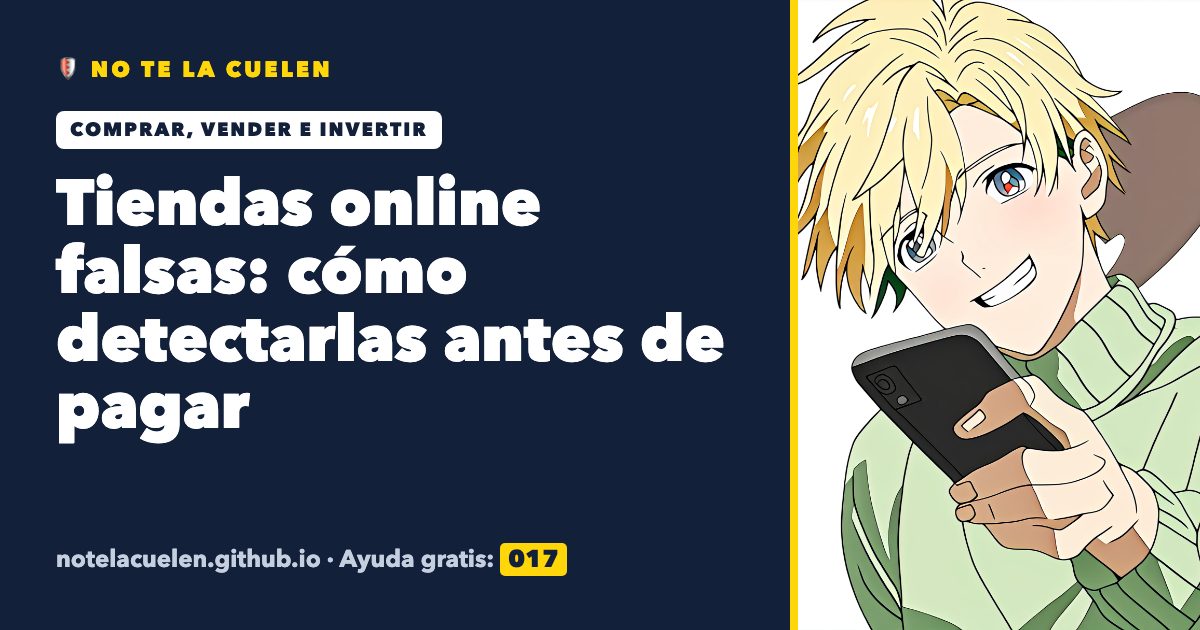 NO TE LA CUELEN
COMPRAR, VENDER E INVERTIR
Tiendas online
falsas: cómo
detectarlas antes de
pagar
notelacuelen.github.io · Ayuda gratis: 017